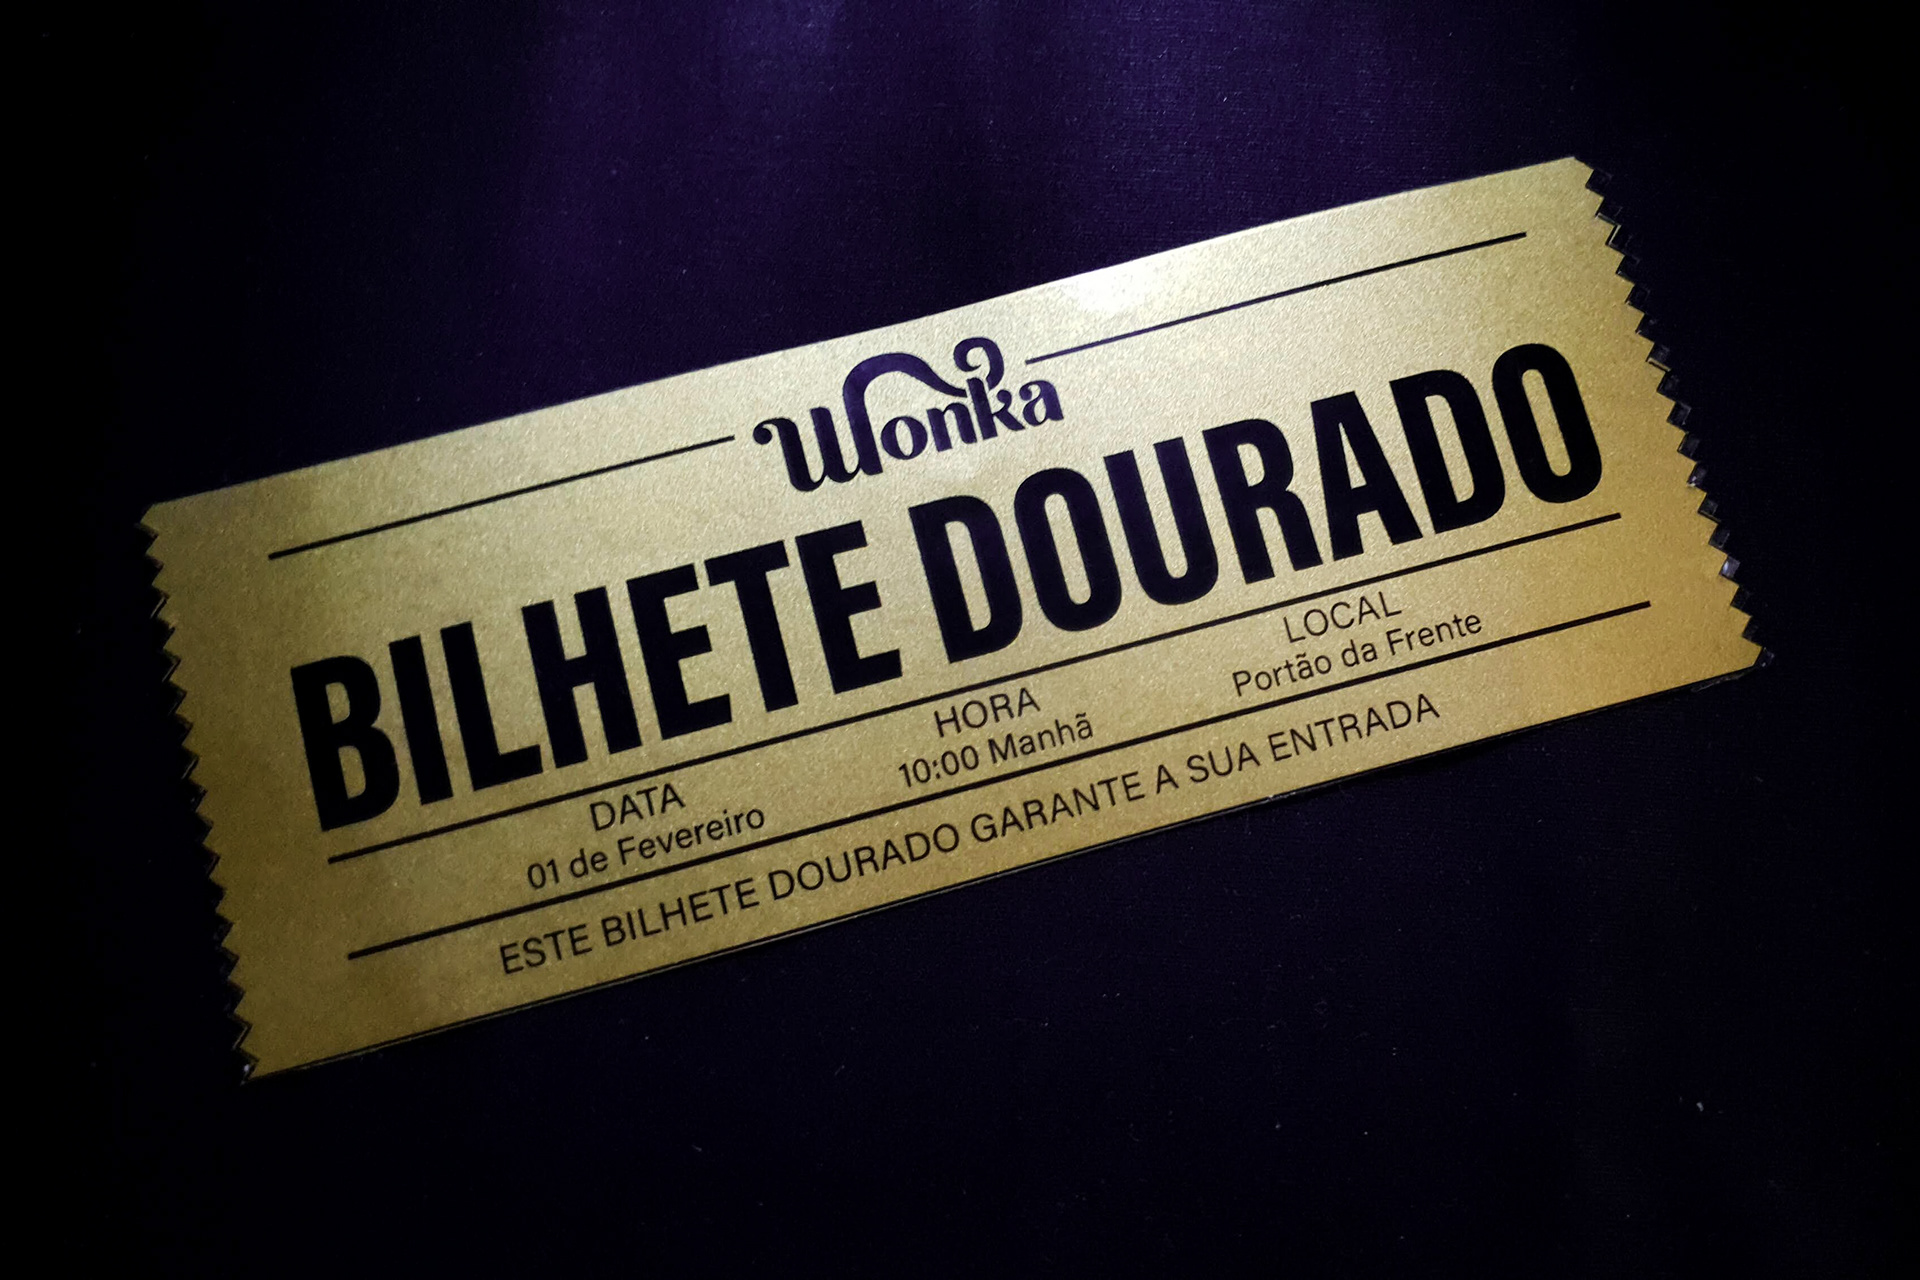 Wonka
BILHETE DOURADO
DATA
01 de Fevereiro
HORA
10:00 Manhã
LOCAL
Portão da Frente
ESTE BILHETE DOURADO GARANTE A SUA ENTRADA